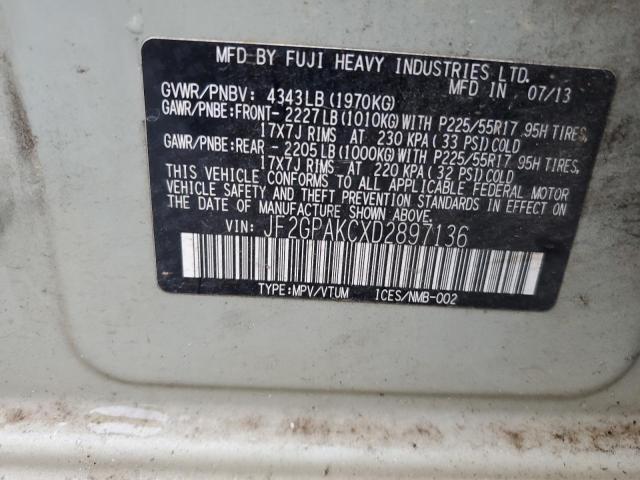 MFD BY FUJI HEAVY INDUSTRIES LTD.
MFD IN 07/13
GVWR/PNBV: 4343LB(1970KG)
GAWR/PNBE:FRONT- 2227LB(1010KG)WITH P225/55R17 95H TIRES,
17X7J RIMS AT 230 KPA(33 PSI)COLD
GAWR/PNBE:REAR - 2205LB(1000KG)WITH P225/55R17 95H TIRES,
17X7J RIMS AT 220 KPA(32 PSI)COLD
THIS VEHICLE CONFORMS TO ALL APPLICABLE FEDERAL MOTOR
VEHICLE SAFETY AND THEFT PREVENTION STANDARDS IN EFFECT ON
THE DATE OF MANUFACTURE SHOWN ABOVE.
VIN: JF2GPAKCXD2897136
TYPE:MPV/VTUM ICES/NMB-002